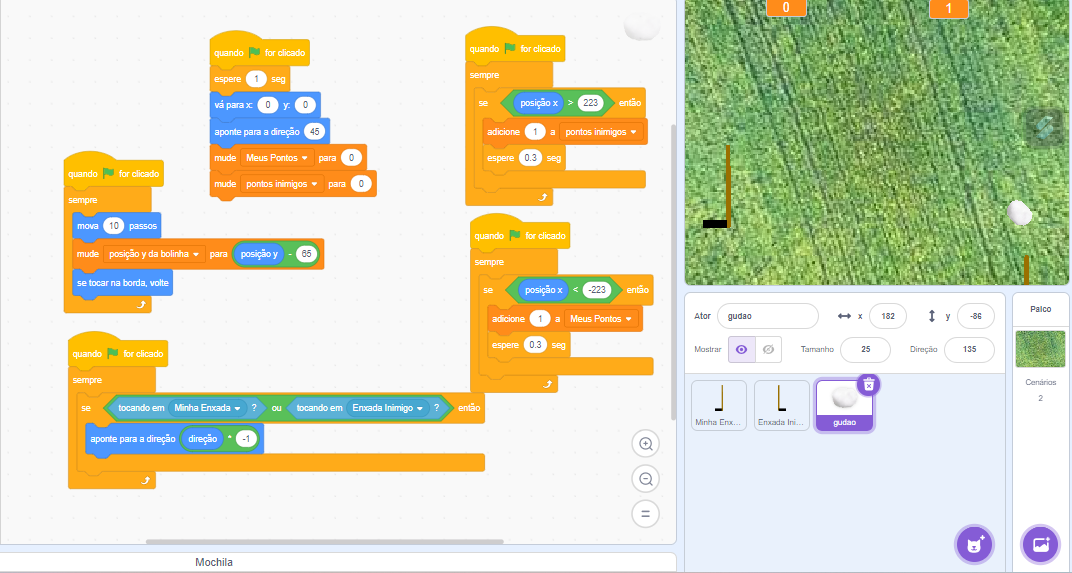 quando for clicado
espere 1 seg
vá para x: 0 y: 0
aponte para a direção 45
mude Meus Pontos para 0
mude pontos inimigos para 0
quando for clicado
sempre
mova 10 passos
mude posição y da bolinha para posição y - 65
se tocar na borda, volte
quando for clicado
sempre
se tocando em Minha Enxada ? ou tocando em Enxada Inimigo ? então
aponte para a direção direção * -1
quando for clicado
sempre
se posição x > 223 então
adicione 1 a pontos inimigos
espere 0.3 seg
quando for clicado
sempre
se posição x < -223 então
adicione 1 a Meus Pontos
espere 0.3 seg
Mochila
0 1
Ator gudao x 182 y -86
Mostrar Tamanho 25 Direção 135
Minha Enx... Enxada Ini... gudao
Palco
Cenários
2